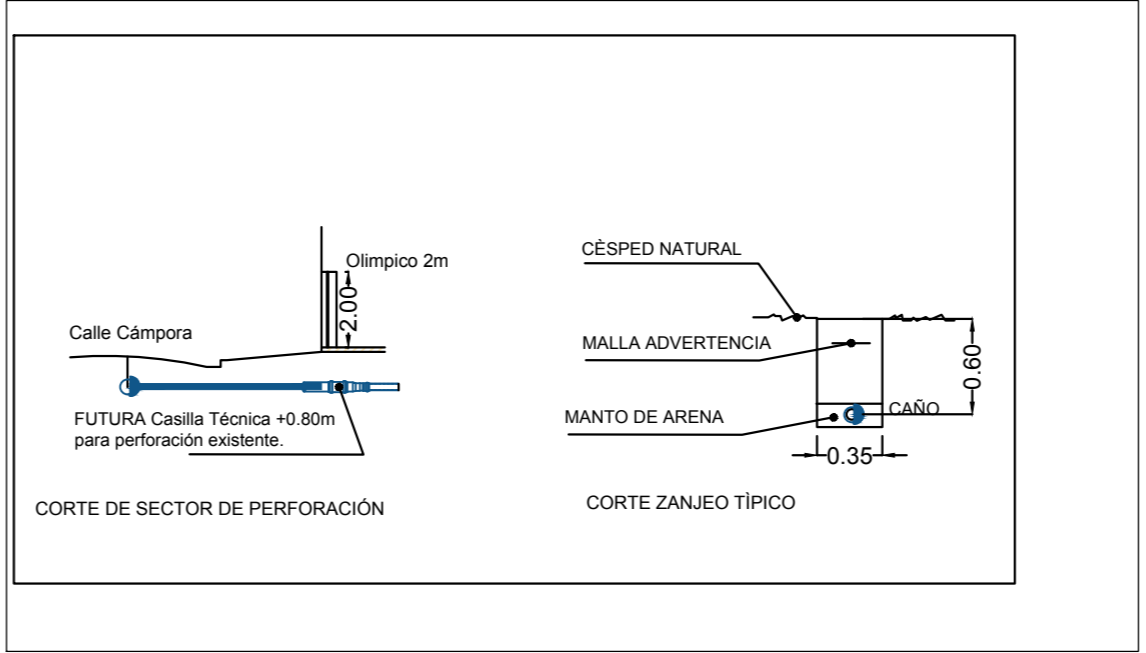 Olimpico 2m
2.00
Calle Cámpora
FUTURA Casilla Técnica +0.80m
para perforación existente.
CORTE DE SECTOR DE PERFORACIÓN
CÈSPED NATURAL
MALLA ADVERTENCIA
MANTO DE ARENA
CAÑO
0.60
0.35
CORTE ZANJEO TÌPICO